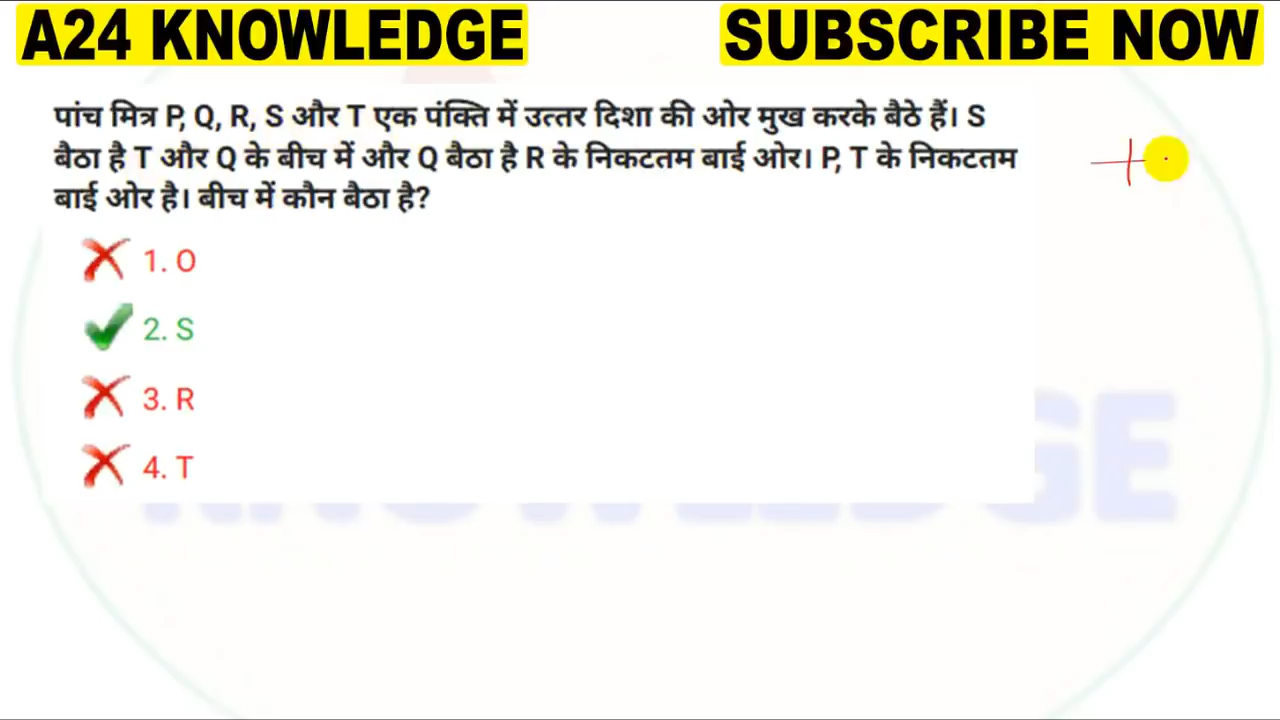 A24 KNOWLEDGE
SUBSCRIBE NOW
पांच मित्र P, Q, R, S और T एक पंक्ति में उत्तर दिशा की ओर मुख करके बैठे हैं। S
बैठा है T और Q के बीच में और Q बैठा है R के निकटतम बाई ओर। P, T के निकटतम
बाई ओर है। बीच में कौन बैठा है?
1. O
2. S
3. R
4. T
KNOWLEDGE